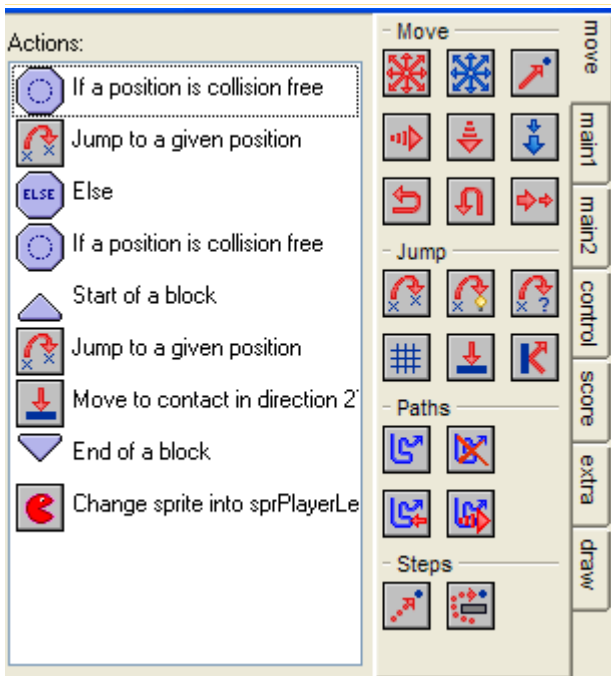 Actions:
If a position is collision free
Jump to a given position
ELSE Else
If a position is collision free
Start of a block
Jump to a given position
Move to contact in direction 2
End of a block
Change sprite into sprPlayerLe
Move
Jump
?
Paths
Steps
move
main1
main2
control
score
extra
draw